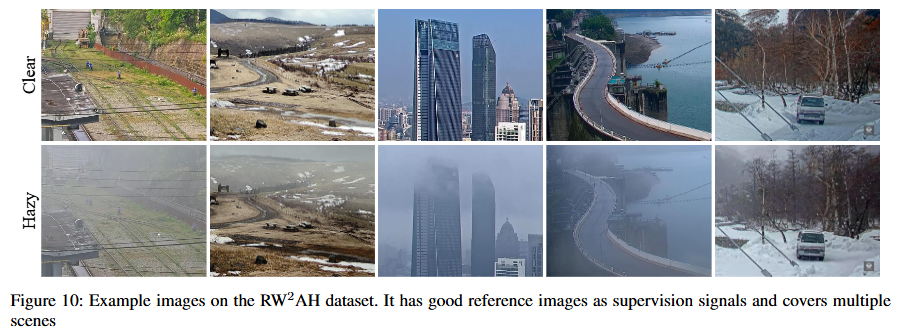 Clear
Hazy
Figure 10: Example images on the RW²AH dataset. It has good reference images as supervision signals and covers multiple
scenes